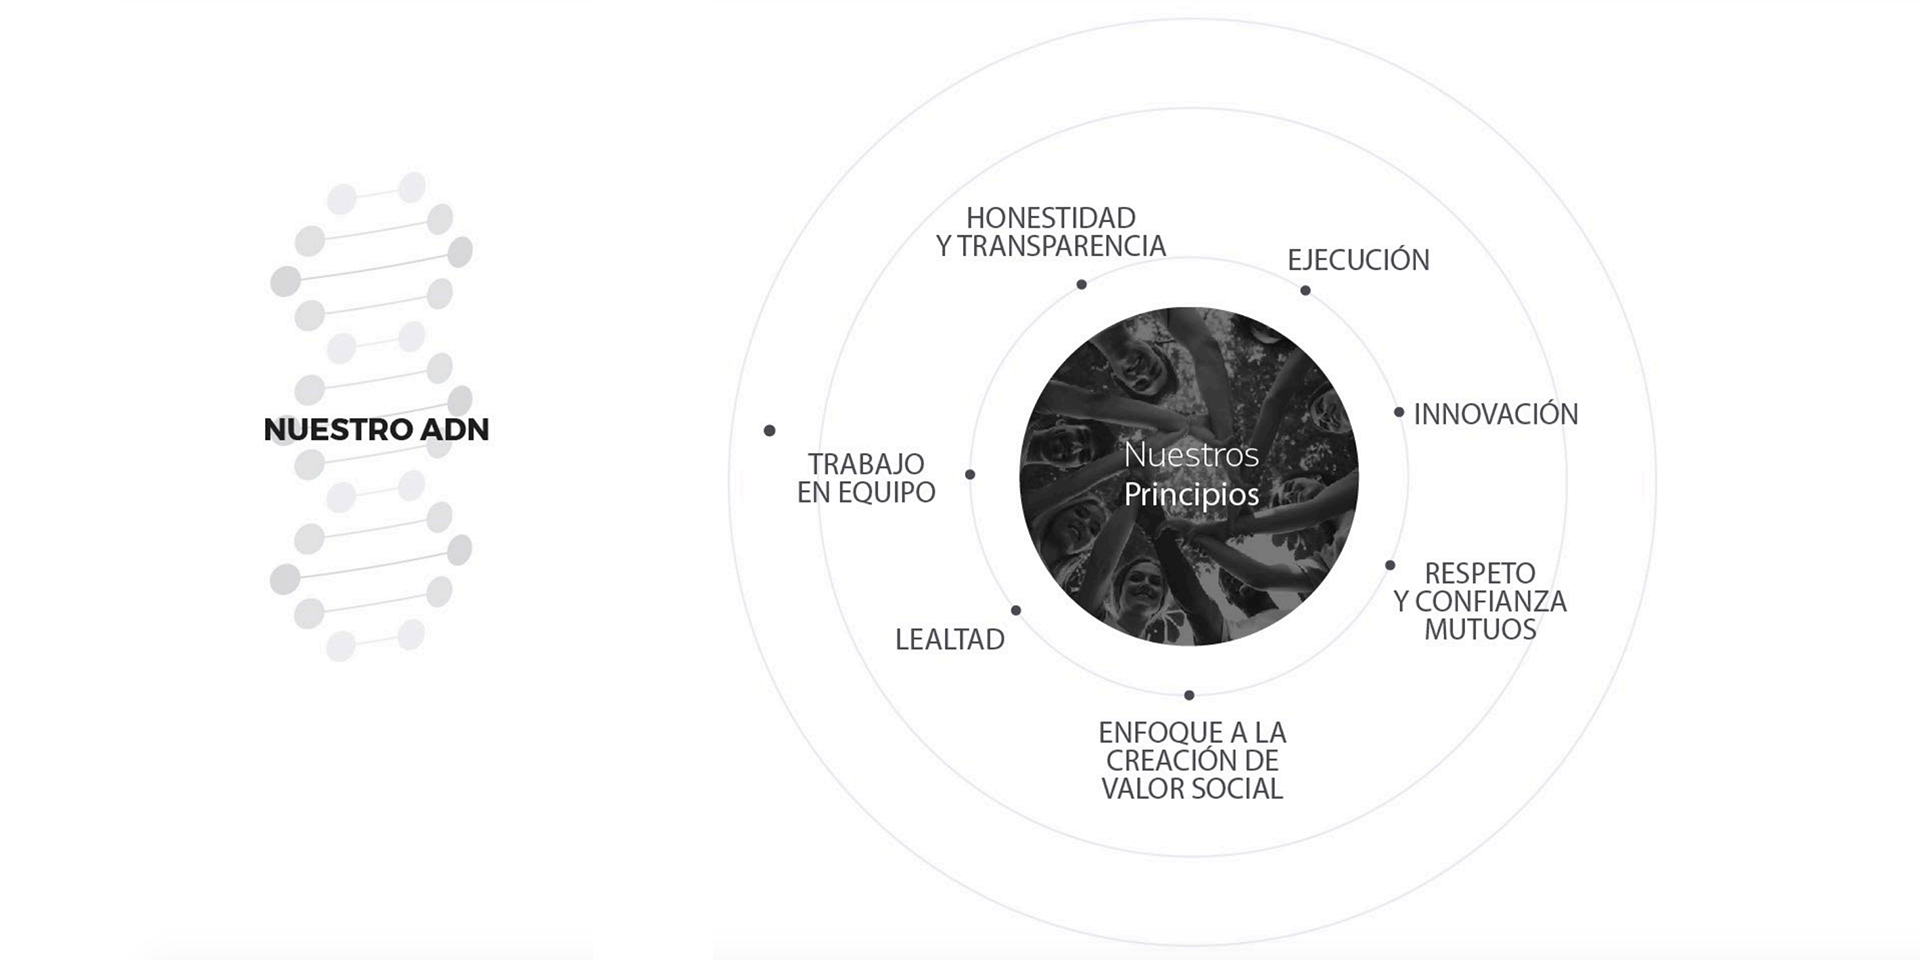 NUESTRO ADN
HONESTIDAD
Y TRANSPARENCIA
EJECUCIÓN
INNOVACIÓN
RESPETO
Y CONFIANZA
MUTUOS
ENFOQUE A LA
CREACIÓN DE
VALOR SOCIAL
LEALTAD
TRABAJO
EN EQUIPO
Nuestros
Principios